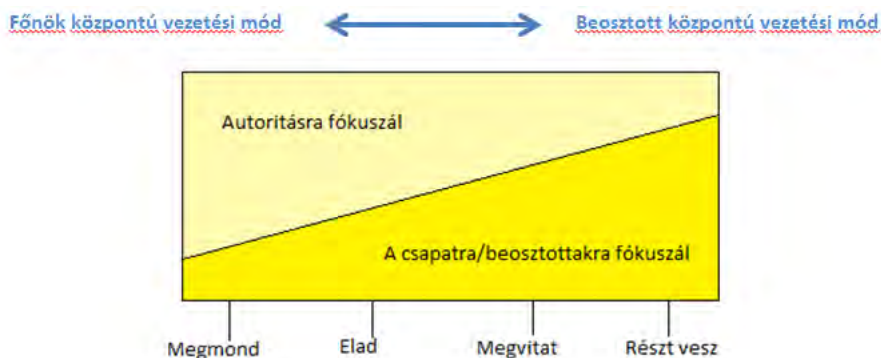 Főnök központú vezetési mód
Beosztott központú vezetési mód
Autoritásra fókuszál
A csapatra/beosztottakra fókuszál
Megmond
Elad
Megvitat
Részt vesz